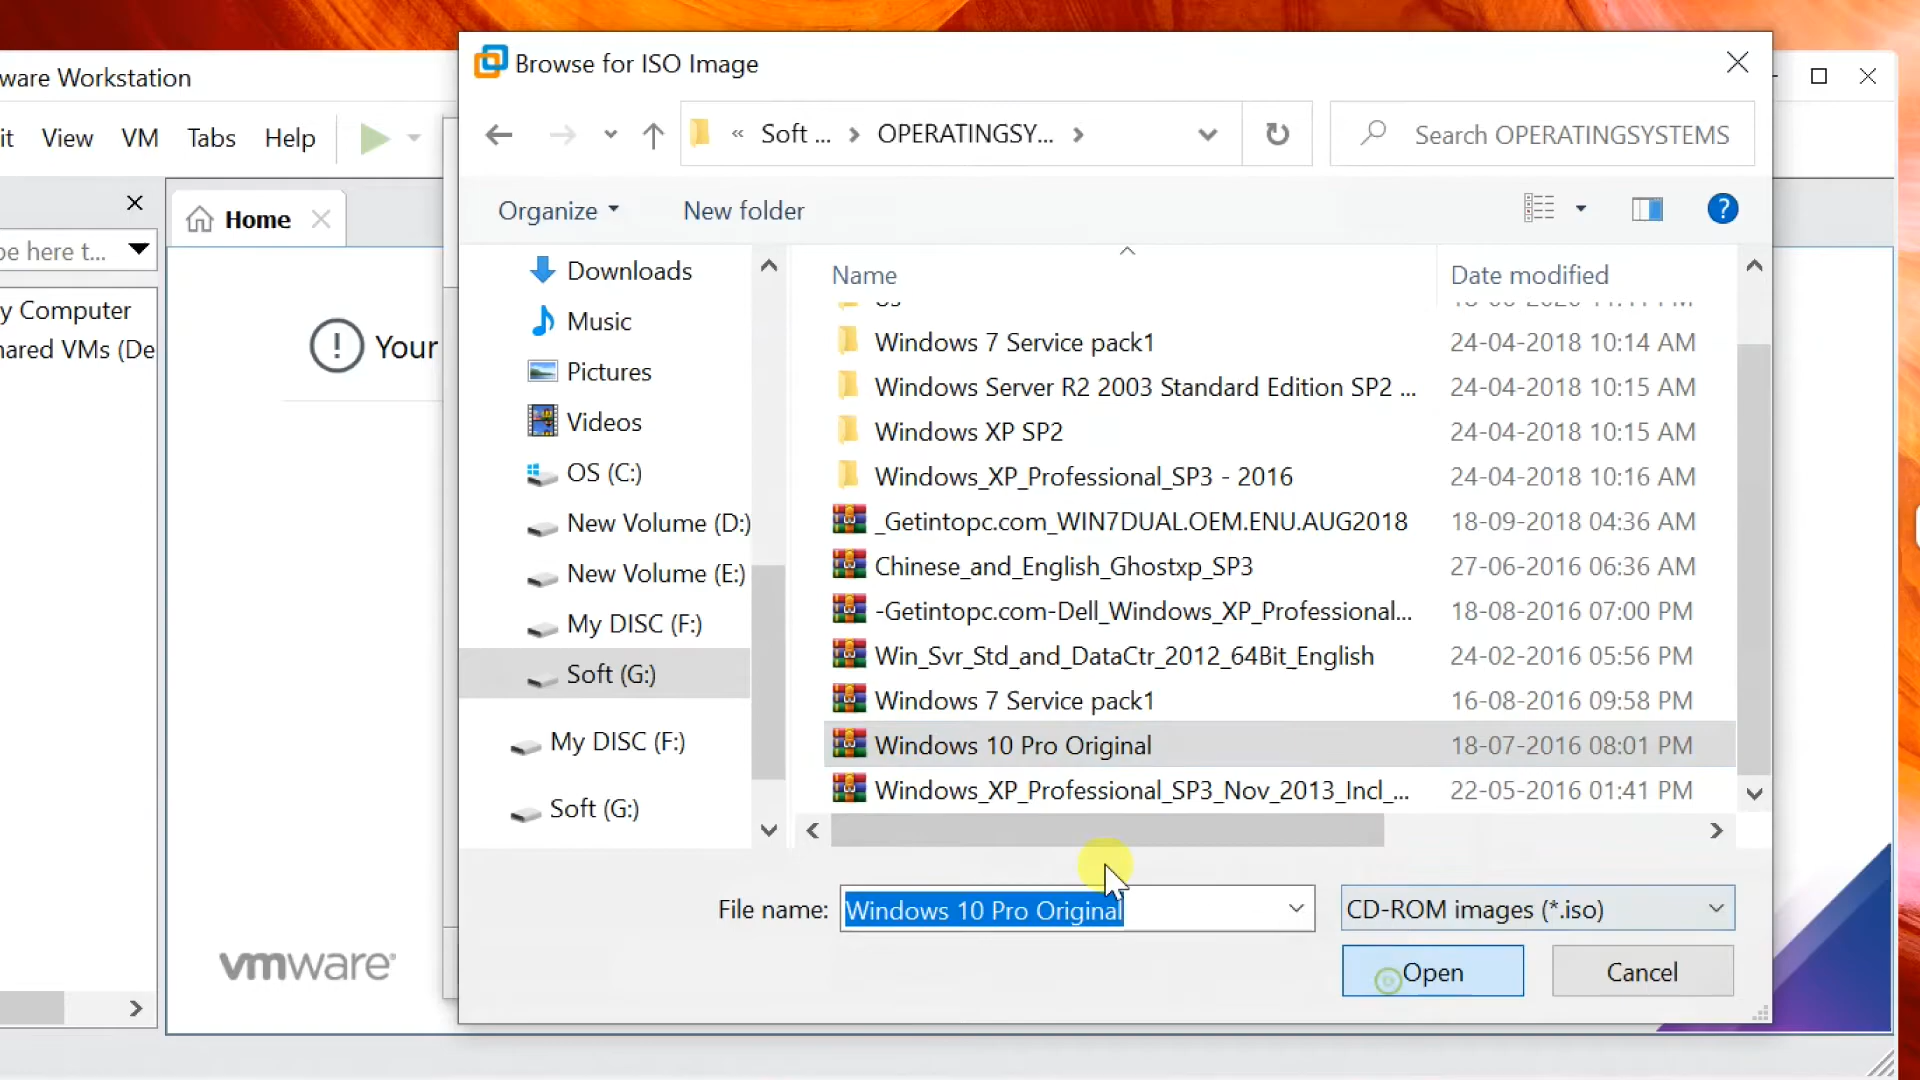 Browse for ISO Image
ware Workstation
it View VM Tabs Help
« Soft ... OPERATINGSY...
Search OPERATINGSYSTEMS
Organize
New folder
?
Home
be here t...
y Computer
hared VMs (De
! Your
vmware
Downloads
Music
Pictures
Videos
OS (C:)
New Volume (D:)
New Volume (E:)
My DISC (F:)
Soft (G:)
My DISC (F:)
Soft (G:)
Name Date modified
Windows 7 Service pack1 24-04-2018 10:14 AM
Windows Server R2 2003 Standard Edition SP2 ... 24-04-2018 10:15 AM
Windows XP SP2 24-04-2018 10:15 AM
Windows_XP_Professional_SP3 - 2016 24-04-2018 10:16 AM
_Getintopc.com_WIN7DUAL.OEM.ENU.AUG2018 18-09-2018 04:36 AM
Chinese_and_English_Ghostxp_SP3 27-06-2016 06:36 AM
-Getintopc.com-Dell_Windows_XP_Professional... 18-08-2016 07:00 PM
Win_Svr_Std_and_DataCtr_2012_64Bit_English 24-02-2016 05:56 PM
Windows 7 Service pack1 16-08-2016 09:58 PM
Windows 10 Pro Original 18-07-2016 08:01 PM
Windows_XP_Professional_SP3_Nov_2013_Incl_... 22-05-2016 01:41 PM
File name: Windows 10 Pro Original
CD-ROM images (*.iso)
Open
Cancel